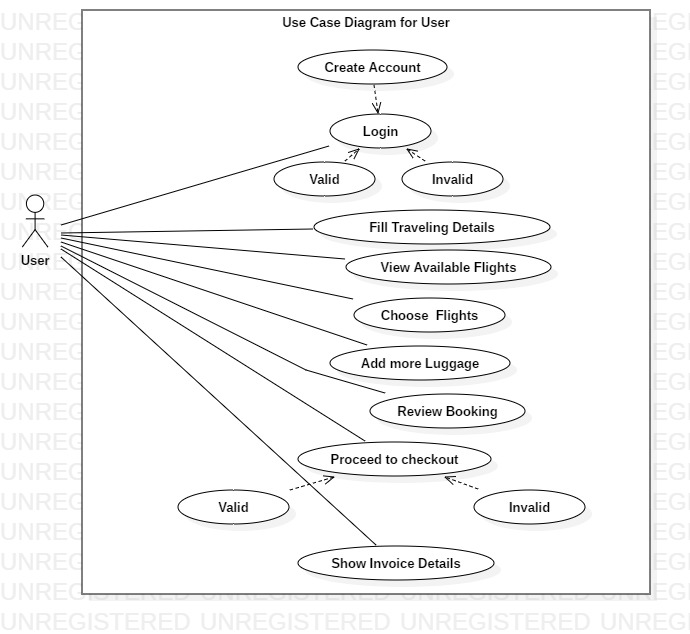 Use Case Diagram for User
Create Account
Login
Valid
Invalid
Fill Traveling Details
User
View Available Flights
Choose  Flights
Add more Luggage
Review Booking
Proceed to checkout
Valid
Invalid
Show Invoice Details
UNREGISTERED UNREGISTERED UNREGISTERED UNREGISTERED